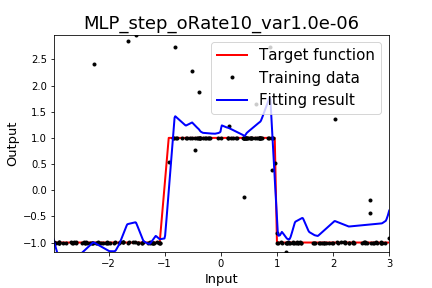 MLP_step_oRate10_var1.0e-06
Target function
Training data
Fitting result
Output
2.5
2.0
1.5
1.0
0.5
0.0
−0.5
−1.0
−2
−1
0
1
2
3
Input